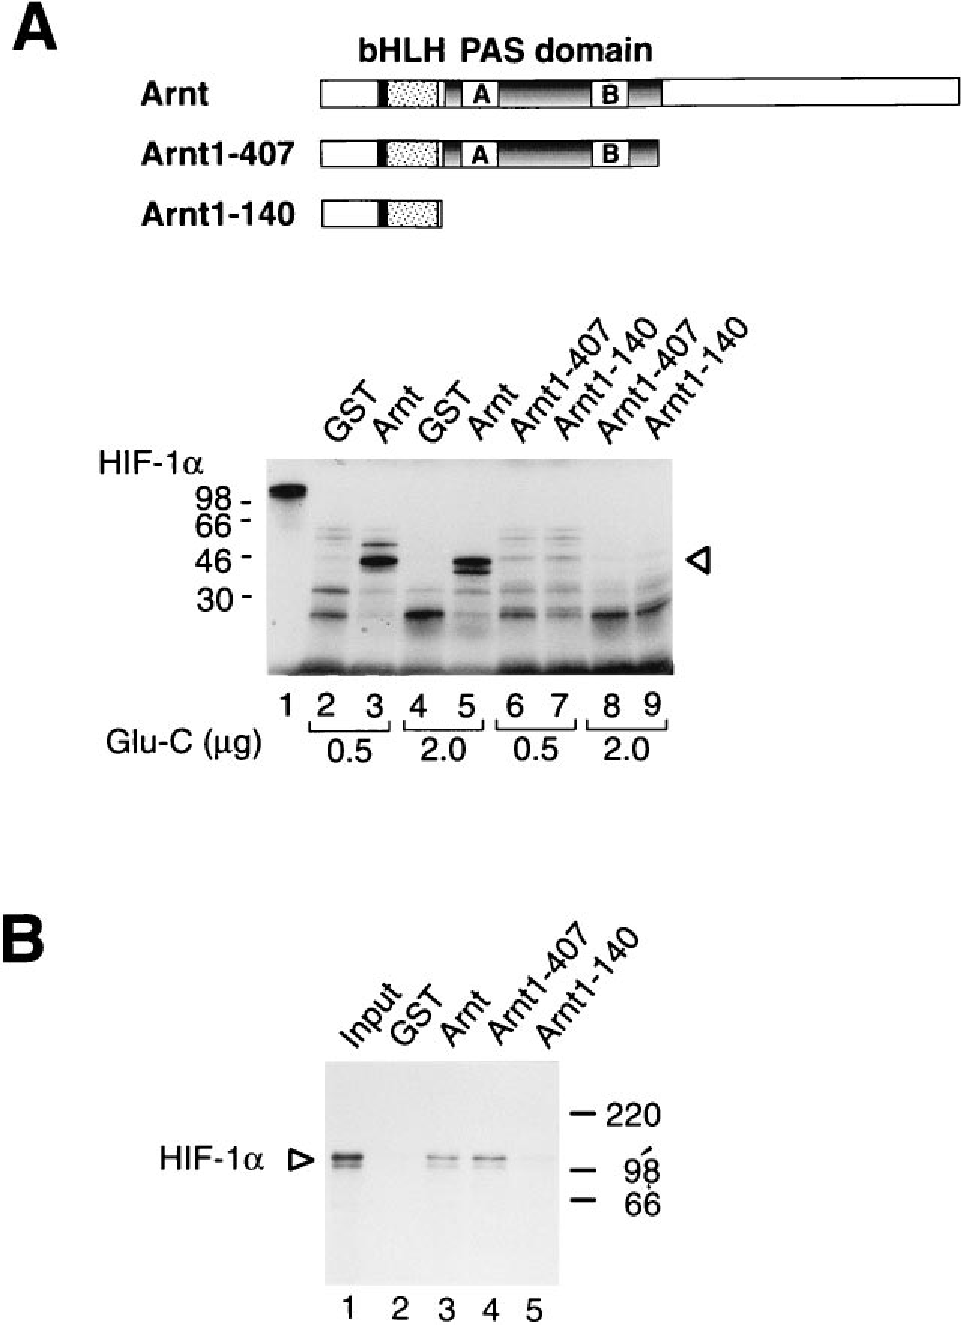 A
bHLH PAS domain
Arnt A B
Arnt1-407 A B
Arnt1-140
GST Arnt GST Arnt Arnt1-407 Arnt1-140 Arnt1-407 Arnt1-140
HIF-1α
98 -
66 -
46 -
30 -
1 2 3 4 5 6 7 8 9
Glu-C (μg) 0.5 2.0 0.5 2.0
B
Input GST Arnt Arnt1-407 Arnt1-140
220
HIF-1α
98
66
1 2 3 4 5